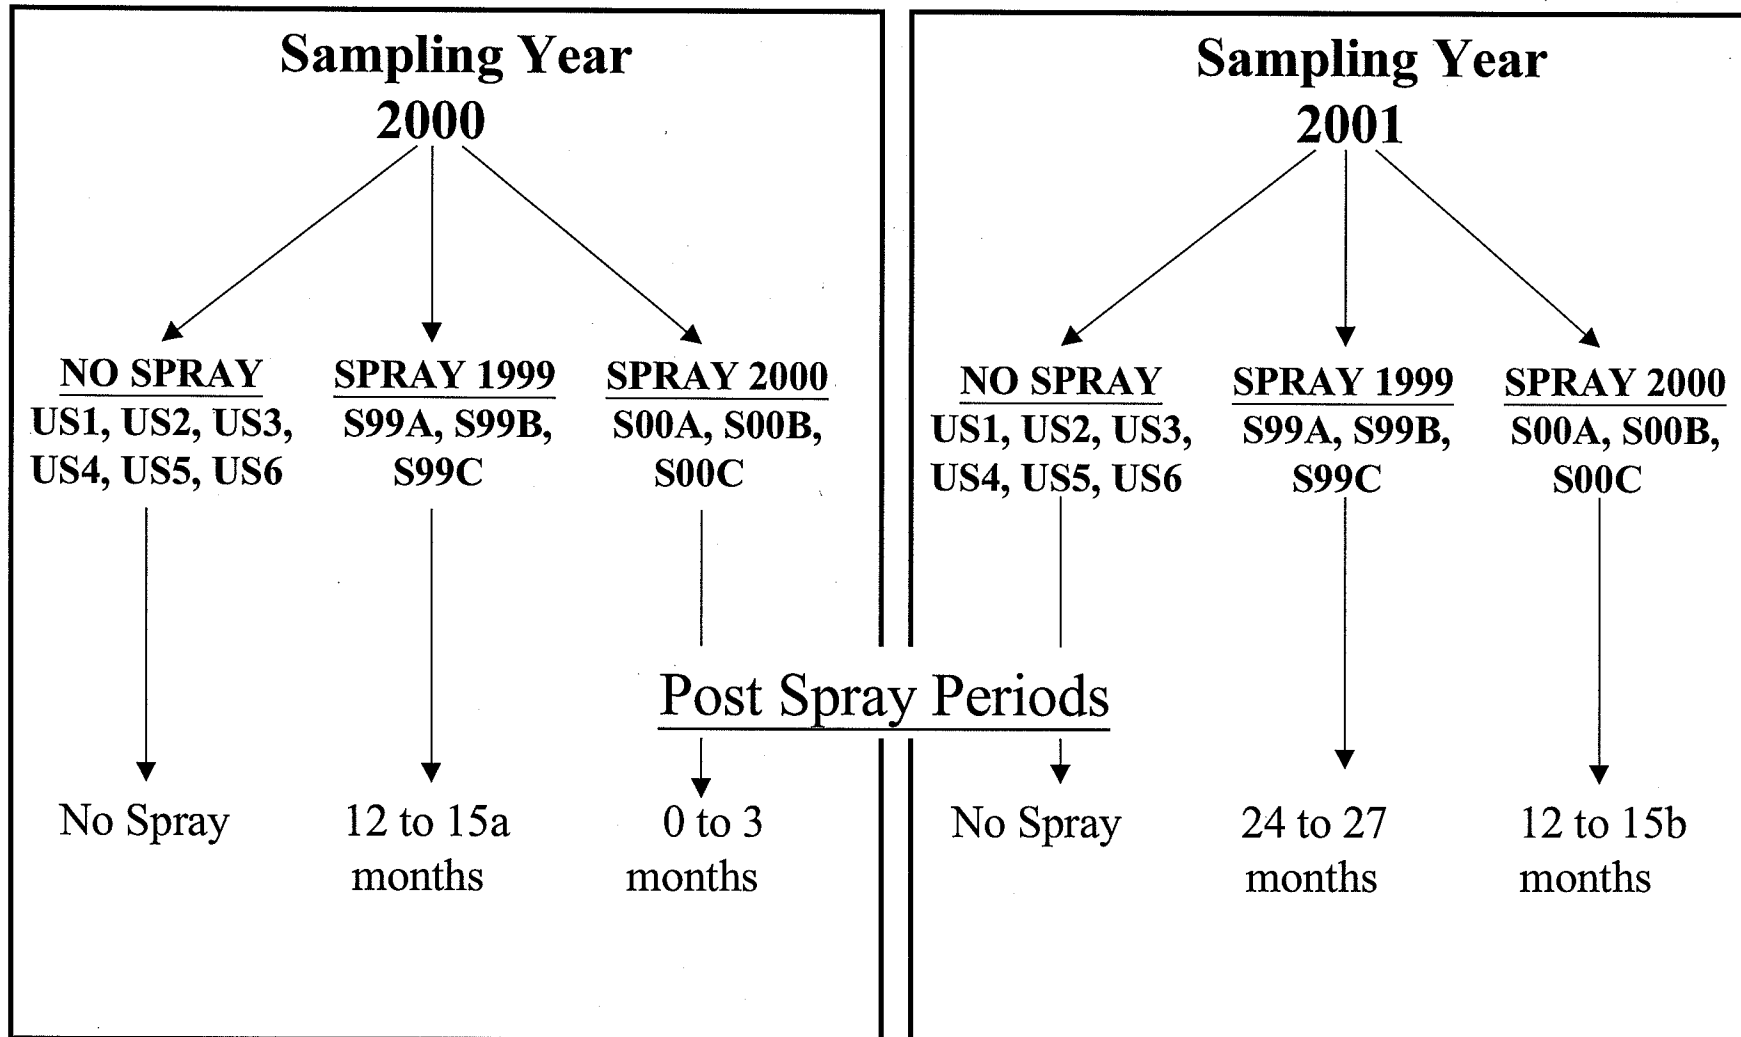 Sampling Year
2000
NO SPRAY
US1, US2, US3,
US4, US5, US6
SPRAY 1999
S99A, S99B,
S99C
SPRAY 2000
S00A, S00B,
S00C
Sampling Year
2001
NO SPRAY
US1, US2, US3,
US4, US5, US6
SPRAY 1999
S99A, S99B,
S99C
SPRAY 2000
S00A, S00B,
S00C
Post Spray Periods
No Spray
12 to 15a
months
0 to 3
months
No Spray
24 to 27
months
12 to 15b
months